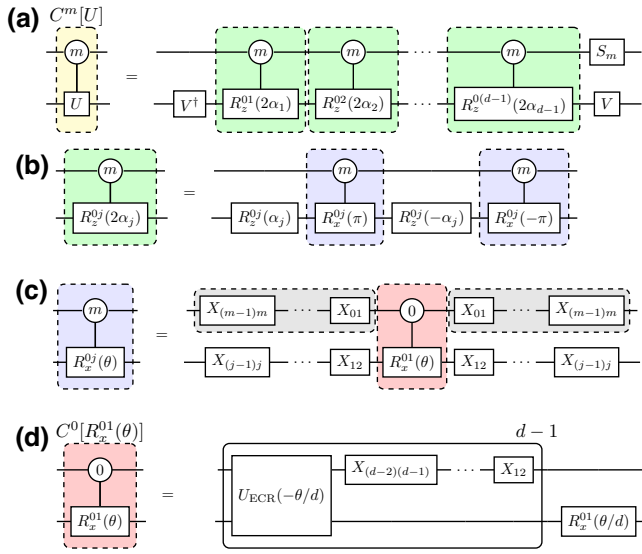 (a) C^m[U]
m = m m ··· m S_m
U V† R_z^{01}(2α_1) R_z^{02}(2α_2) ··· R_z^{0(d−1)}(2α_{d−1}) V
(b) m = m m
R_z^{0j}(2α_j) R_z^{0j}(α_j) R_x^{0j}(π) R_z^{0j}(−α_j) R_x^{0j}(−π)
(c) m = X_{(m−1)m} ··· X_{01} 0 X_{01} ··· X_{(m−1)m}
R_x^{0j}(θ) X_{(j−1)j} ··· X_{12} R_x^{01}(θ) X_{12} ··· X_{(j−1)j}
(d) C^0[R_x^{01}(θ)] d − 1
0 = U_{ECR}(−θ/d) X_{(d−2)(d−1)} ··· X_{12}
R_x^{01}(θ) R_x^{01}(θ/d)